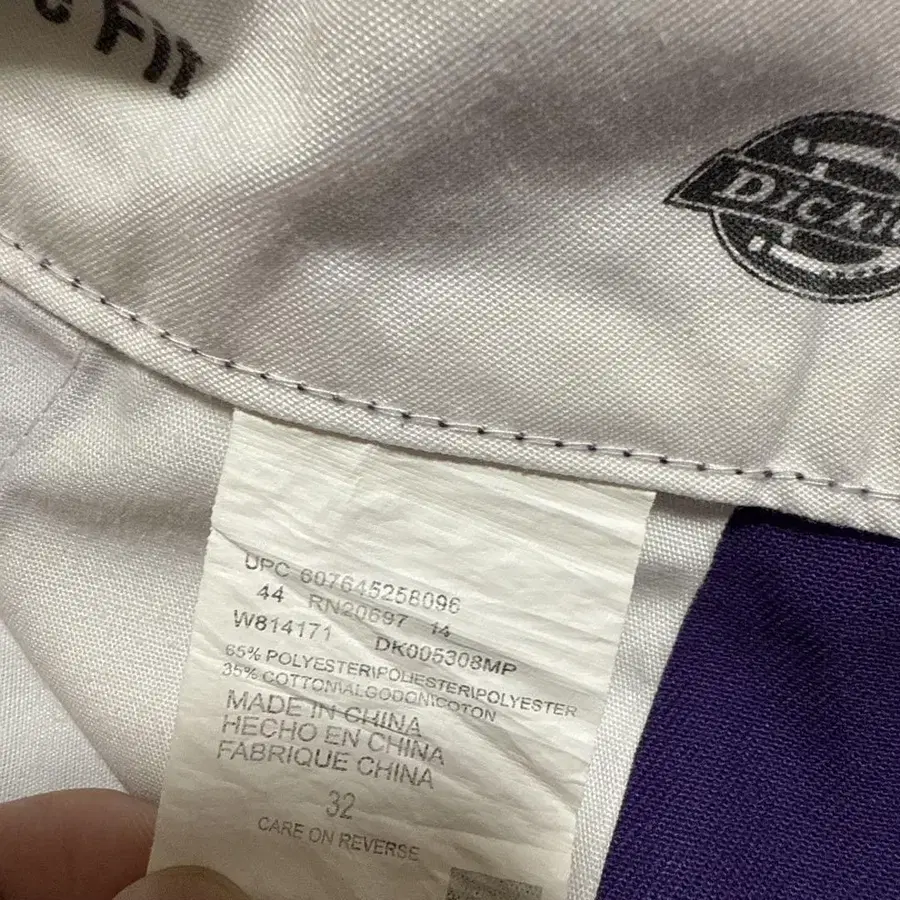 FIT
UPC 607645258096
44 RN20697 14
W814171 DK005308MP
65% POLYESTER\POLIESTER\POLYESTER
35% COTTON\ALGODON\COTON
MADE IN CHINA
HECHO EN CHINA
FABRIQUE CHINA
32
CARE ON REVERSE